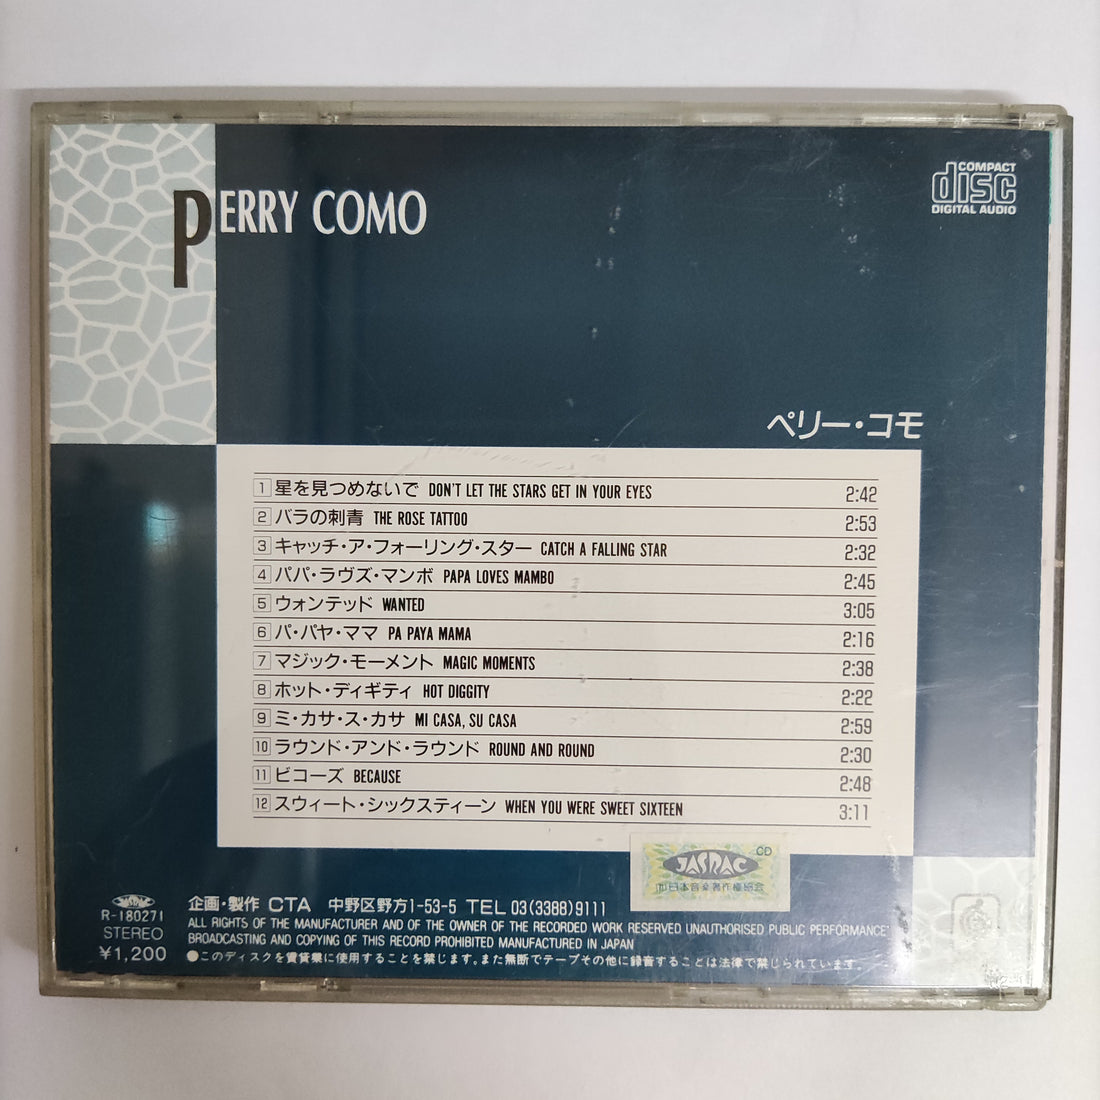 PERRY COMO
COMPACT
disc
DIGITAL AUDIO
ペリー・コモ
1 星を見つめないで DON'T LET THE STARS GET IN YOUR EYES 2:42
2 バラの刺青 THE ROSE TATTOO 2:53
3 キャッチ・ア・フォーリング・スター CATCH A FALLING STAR 2:32
4 パパ・ラヴズ・マンボ PAPA LOVES MAMBO 2:45
5 ウォンテッド WANTED 3:05
6 パ・パヤ・ママ PA PAYA MAMA 2:16
7 マジック・モーメント MAGIC MOMENTS 2:38
8 ホット・ディギティ HOT DIGGITY 2:22
9 ミ・カサ・ス・カサ MI CASA, SU CASA 2:59
10 ラウンド・アンド・ラウンド ROUND AND ROUND 2:30
11 ビコーズ BECAUSE 2:48
12 スウィート・シックスティーン WHEN YOU WERE SWEET SIXTEEN 3:11
CD
JASRAC
㈳日本音楽著作権協会
JASRAC
R-180271
STEREO
¥1,200
企画・製作 CTA 中野区野方1-53-5 TEL 03(3388)9111
ALL RIGHTS OF THE MANUFACTURER AND OF THE OWNER OF THE RECORDED WORK RESERVED UNAUTHORISED PUBLIC PERFORMANCE
BROADCASTING AND COPYING OF THIS RECORD PROHIBITED MANUFACTURED IN JAPAN
●このディスクを賃貸業に使用することを禁じます。また無断でテープその他に録音することは法律で禁じられています。